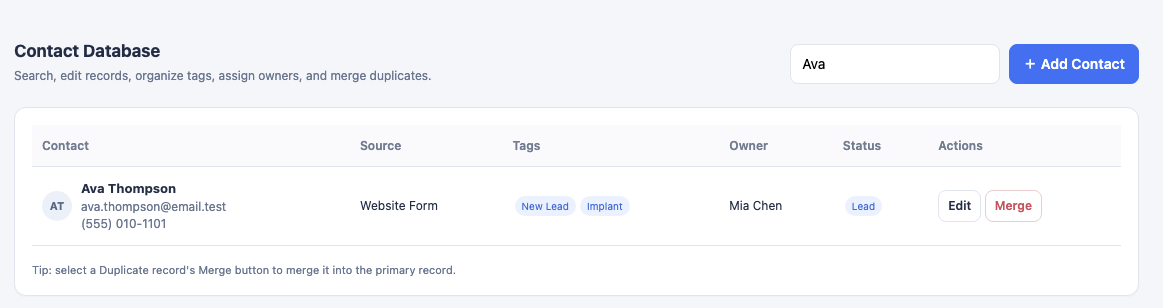 Contact Database
Search, edit records, organize tags, assign owners, and merge duplicates.
Ava
+ Add Contact
Contact Source Tags Owner Status Actions
AT
Ava Thompson
ava.thompson@email.test
(555) 010-1101
Website Form
New Lead Implant
Mia Chen
Lead
Edit Merge
Tip: select a Duplicate record's Merge button to merge it into the primary record.